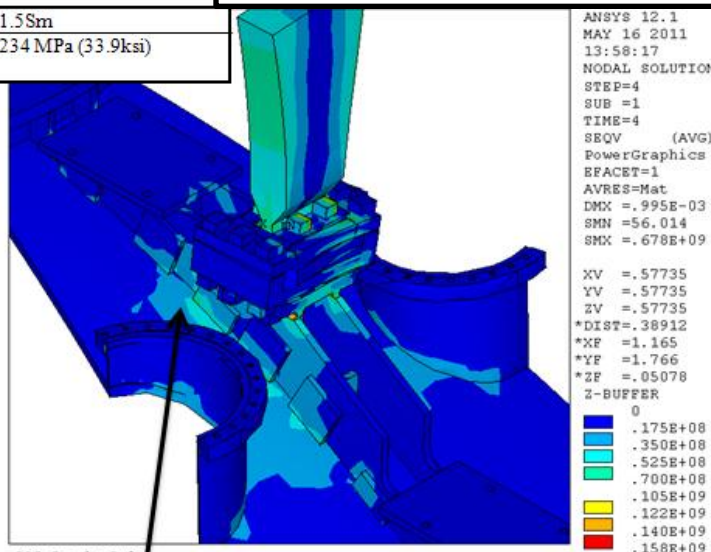 1.5Sm
234 MPa (33.9ksi)
ANSYS 12.1
MAY 16 2011
13:58:17
NODAL SOLUTION
STEP=4
SUB =1
TIME=4
SEQV (AVG)
PowerGraphics
EFACET=1
AVRES=Mat
DMX =.995E-03
SMN =56.014
SMX =.678E+09
XV =.57735
YV =.57735
ZV =.57735
*DIST=.38912
*XF =1.165
*YF =1.766
*ZF =.05078
Z-BUFFER
0
.175E+08
.350E+08
.525E+08
.700E+08
.105E+09
.122E+09
.140E+09
.158E+09